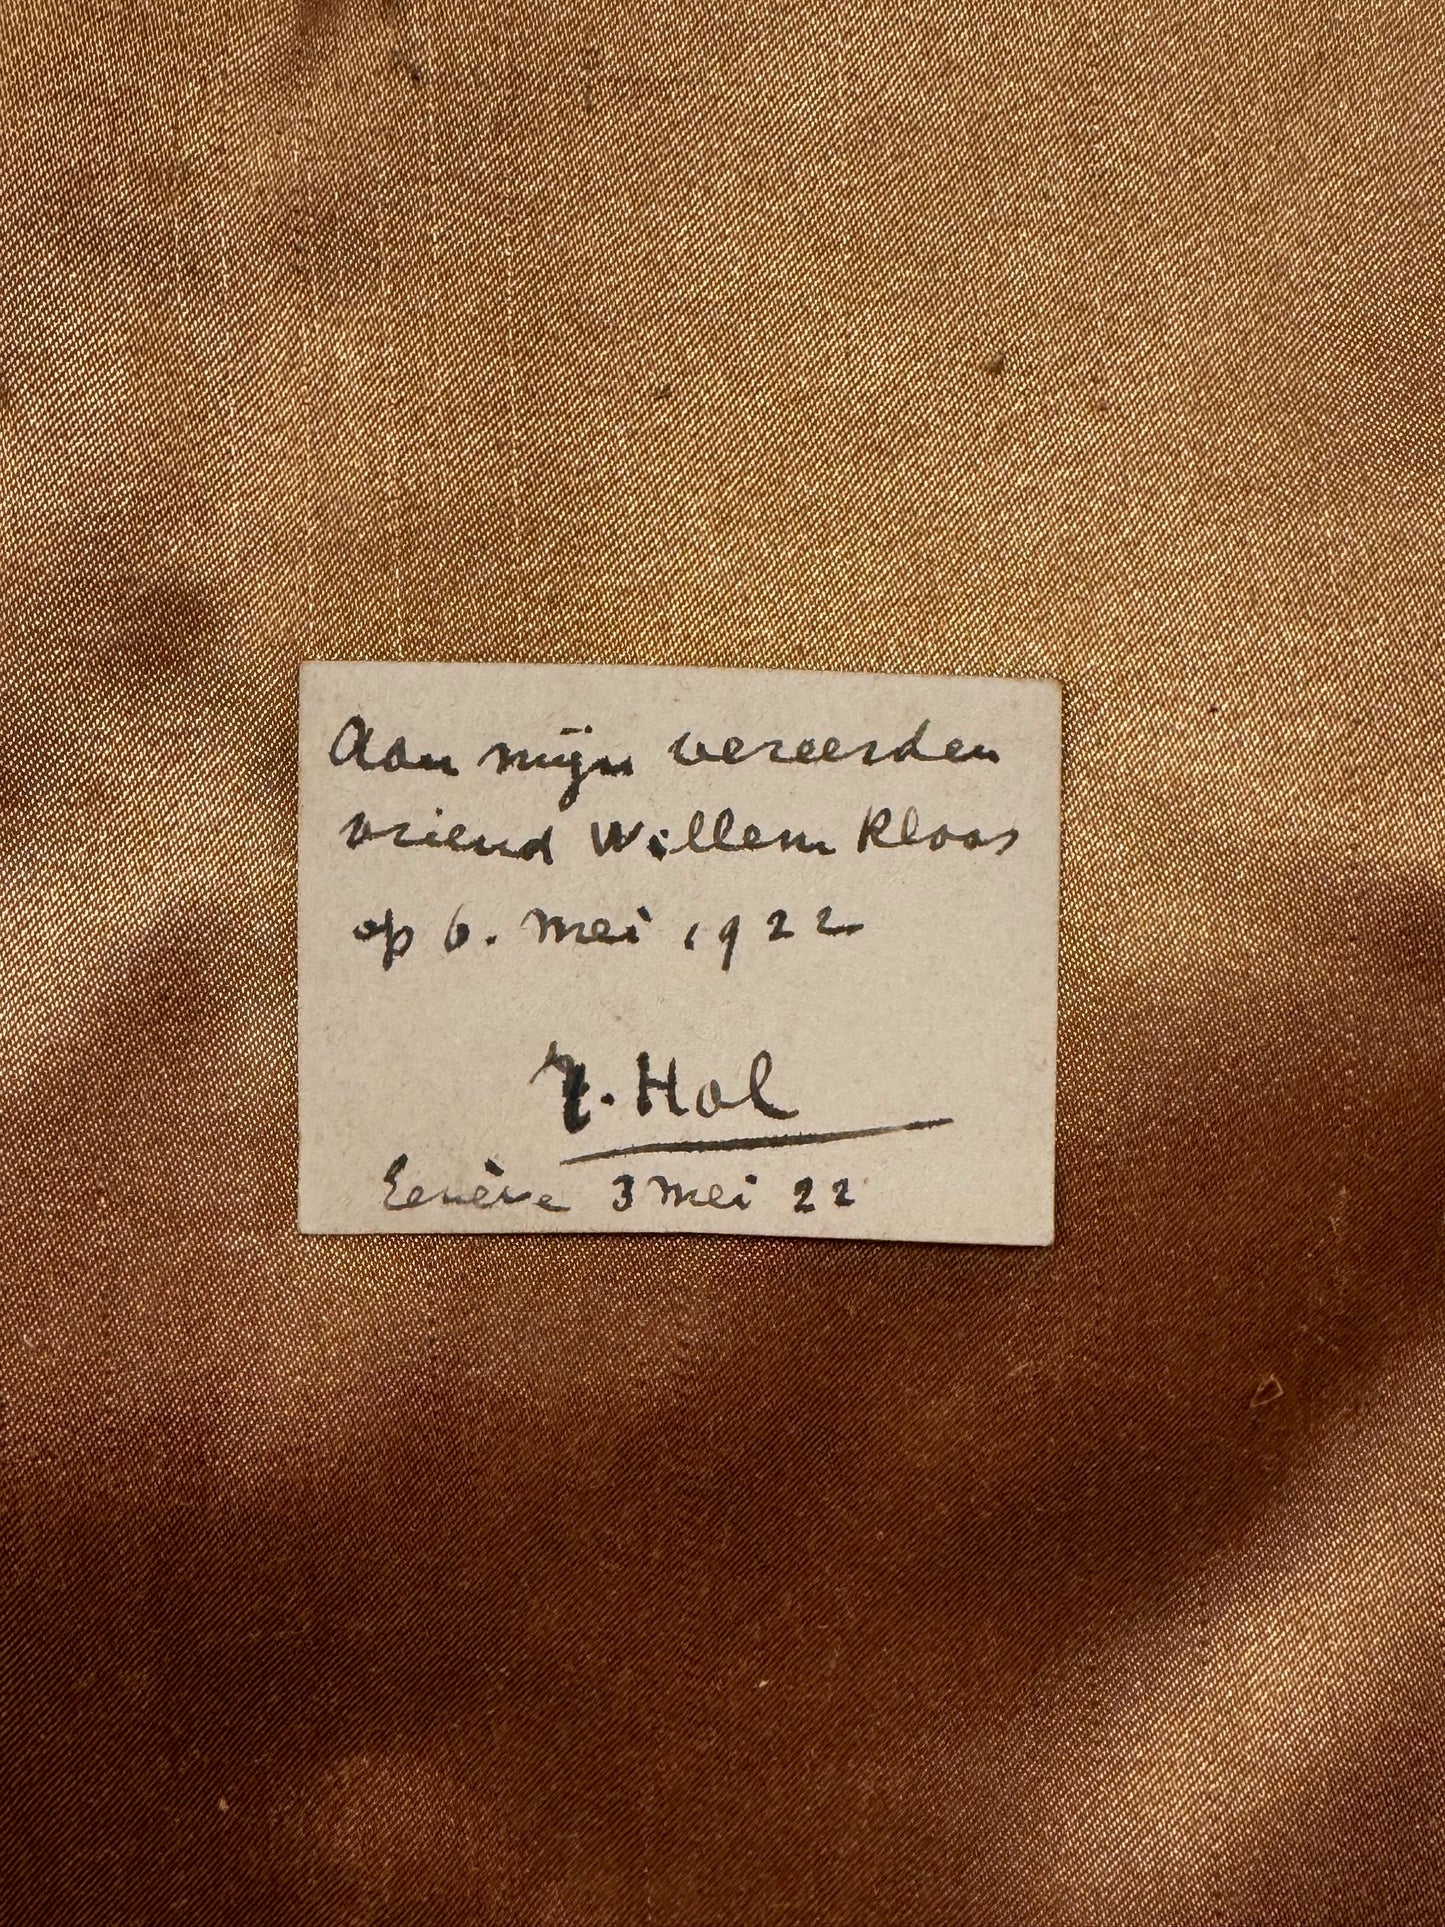 Aan mijn vereerden
vriend Willem Kloos
op 6. mei 1922
R. Hol
Genève 3 mei 22